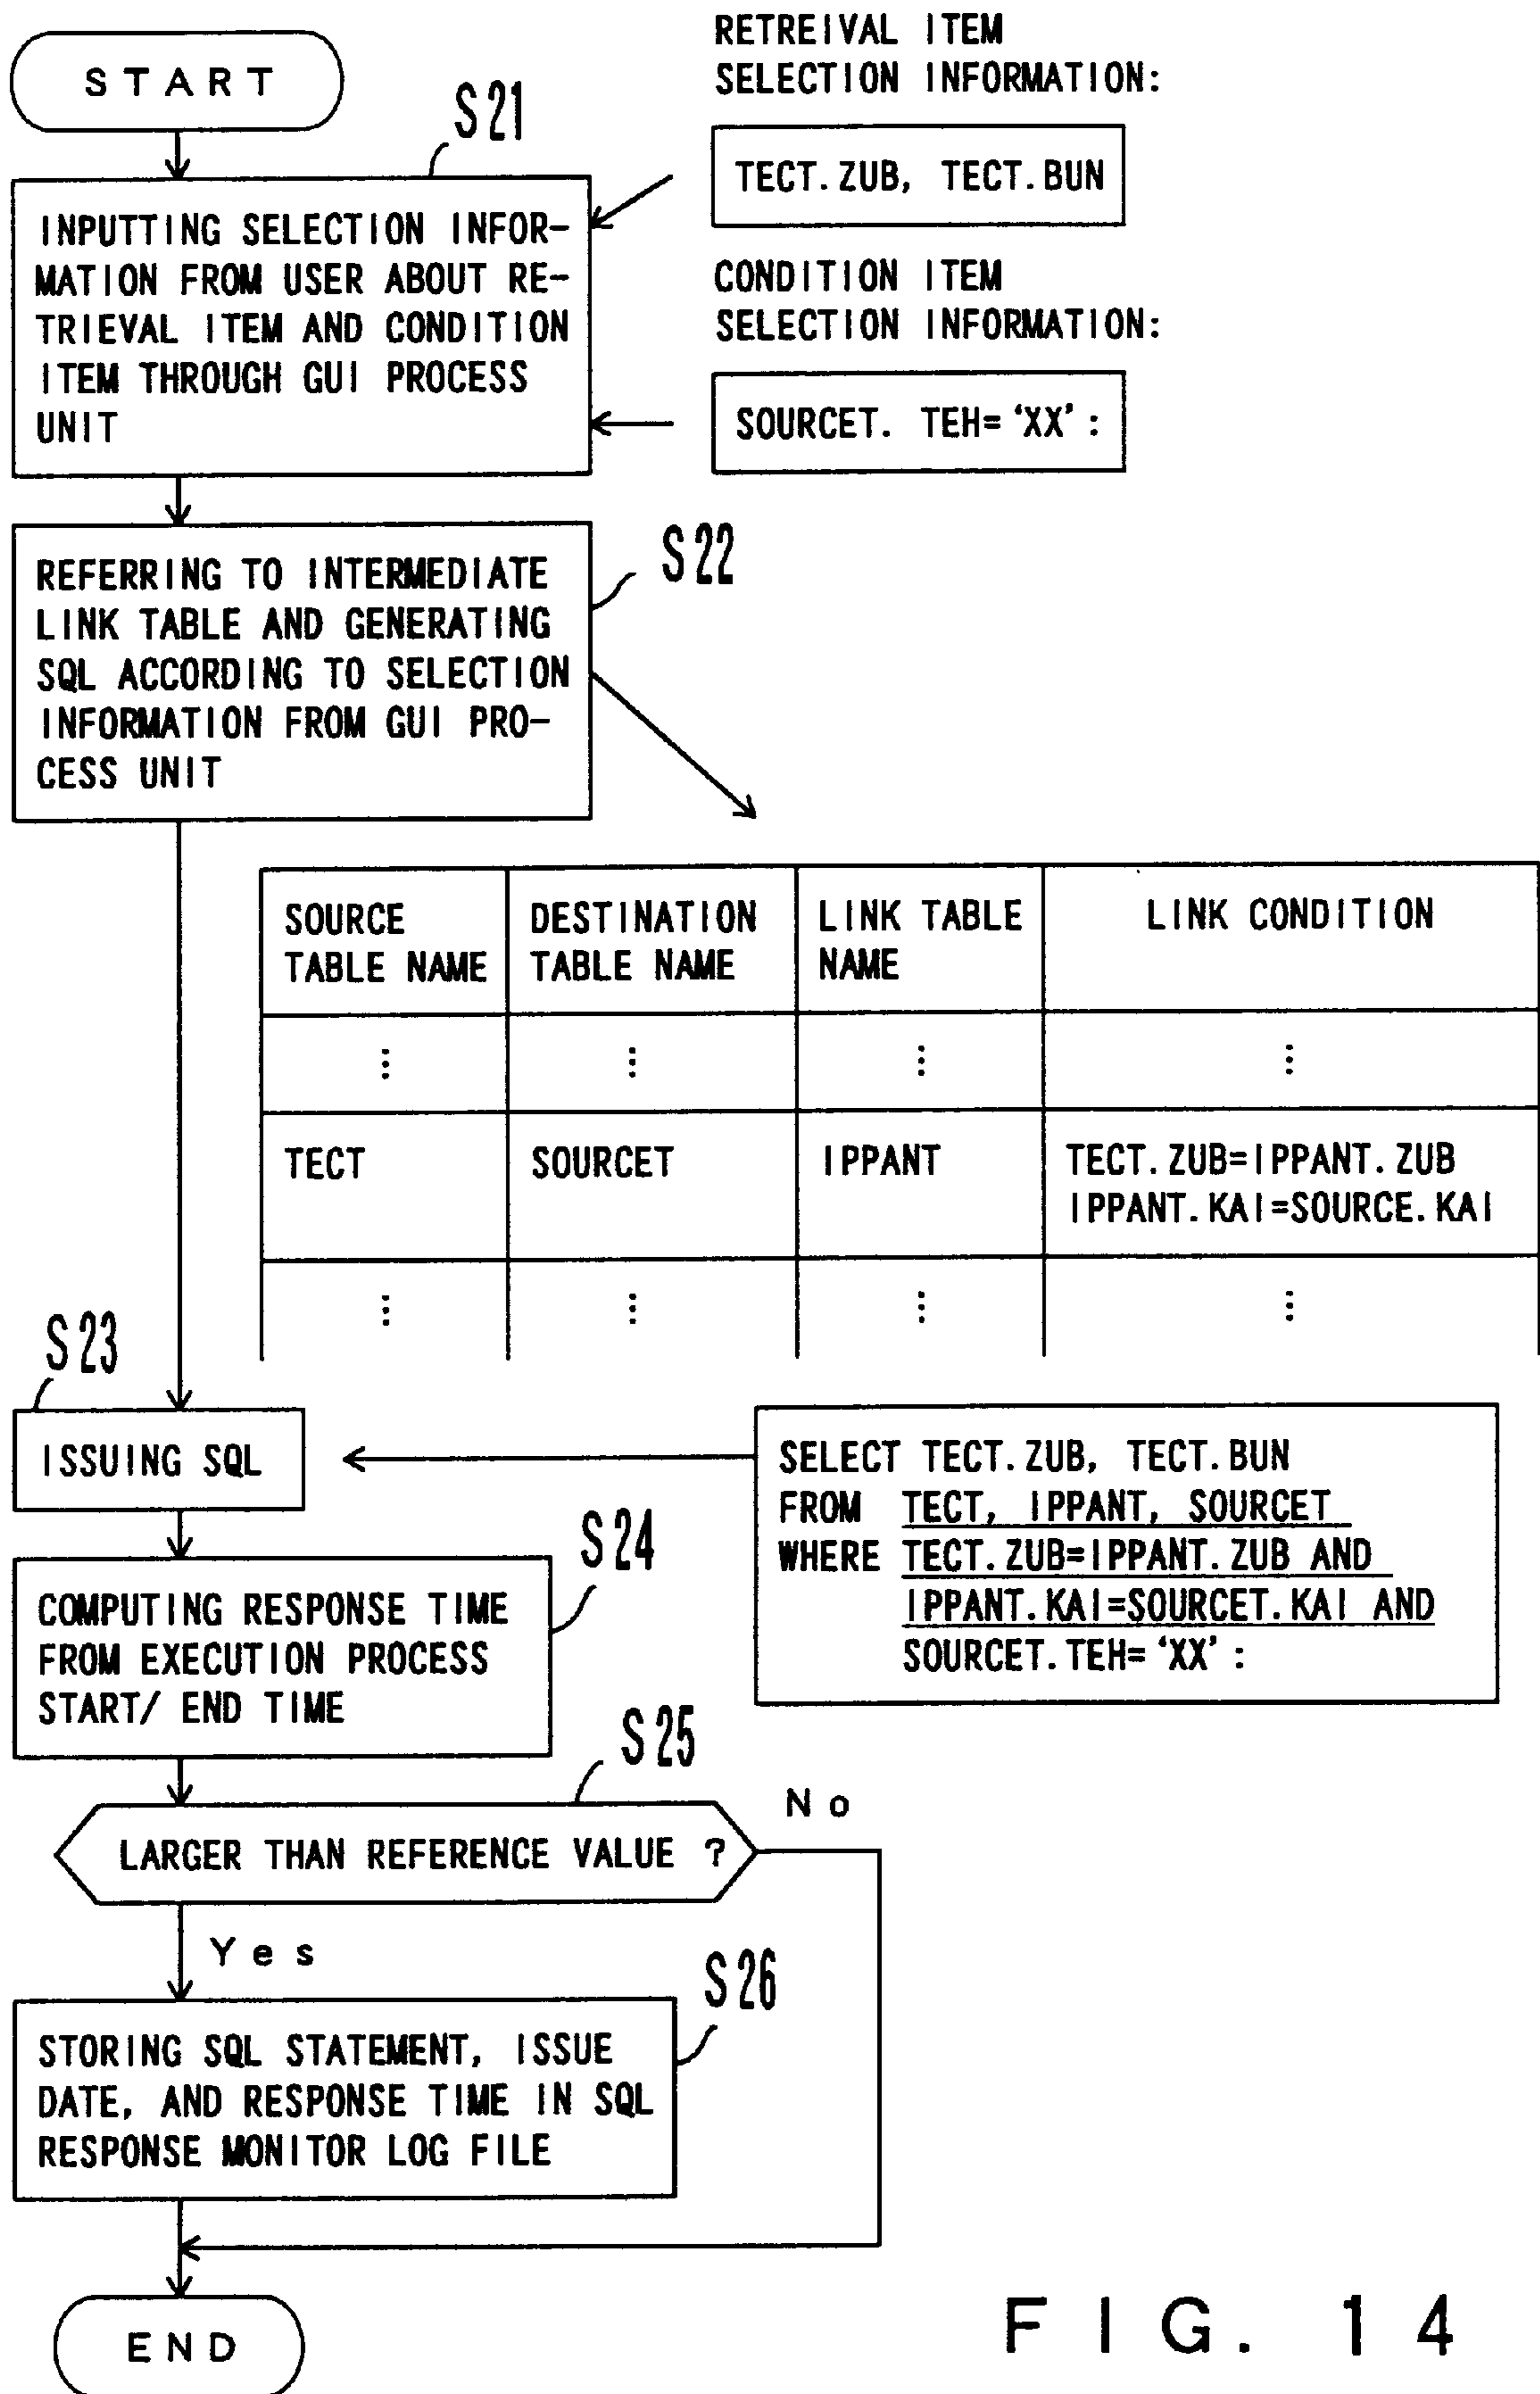 START
RETREIVAL ITEM
SELECTION INFORMATION:
S21
TECT.ZUB, TECT.BUN
INPUTTING SELECTION INFOR-
MATION FROM USER ABOUT RE-
TRIEVAL ITEM AND CONDITION
ITEM THROUGH GUI PROCESS
UNIT
CONDITION ITEM
SELECTION INFORMATION:
SOURCET. TEH= ‘XX’ :
S22
REFERRING TO INTERMEDIATE
LINK TABLE AND GENERATING
SQL ACCORDING TO SELECTION
INFORMATION FROM GUI PRO-
CESS UNIT
SOURCE
TABLE NAME
DESTINATION
TABLE NAME
LINK TABLE
NAME
LINK CONDITION
⋮ ⋮ ⋮ ⋮
TECT
SOURCET
IPPANT
TECT.ZUB=IPPANT.ZUB
IPPANT.KAI=SOURCE.KAI
⋮ ⋮ ⋮ ⋮
S23
ISSUING SQL
SELECT TECT.ZUB, TECT.BUN
FROM TECT, IPPANT, SOURCET
WHERE TECT.ZUB=IPPANT.ZUB AND
IPPANT.KAI=SOURCET.KAI AND
SOURCET.TEH= ‘XX’ :
S24
COMPUTING RESPONSE TIME
FROM EXECUTION PROCESS
START/ END TIME
S25
LARGER THAN REFERENCE VALUE ?
No
Yes
S26
STORING SQL STATEMENT, ISSUE
DATE, AND RESPONSE TIME IN SQL
RESPONSE MONITOR LOG FILE
END
FIG. 14